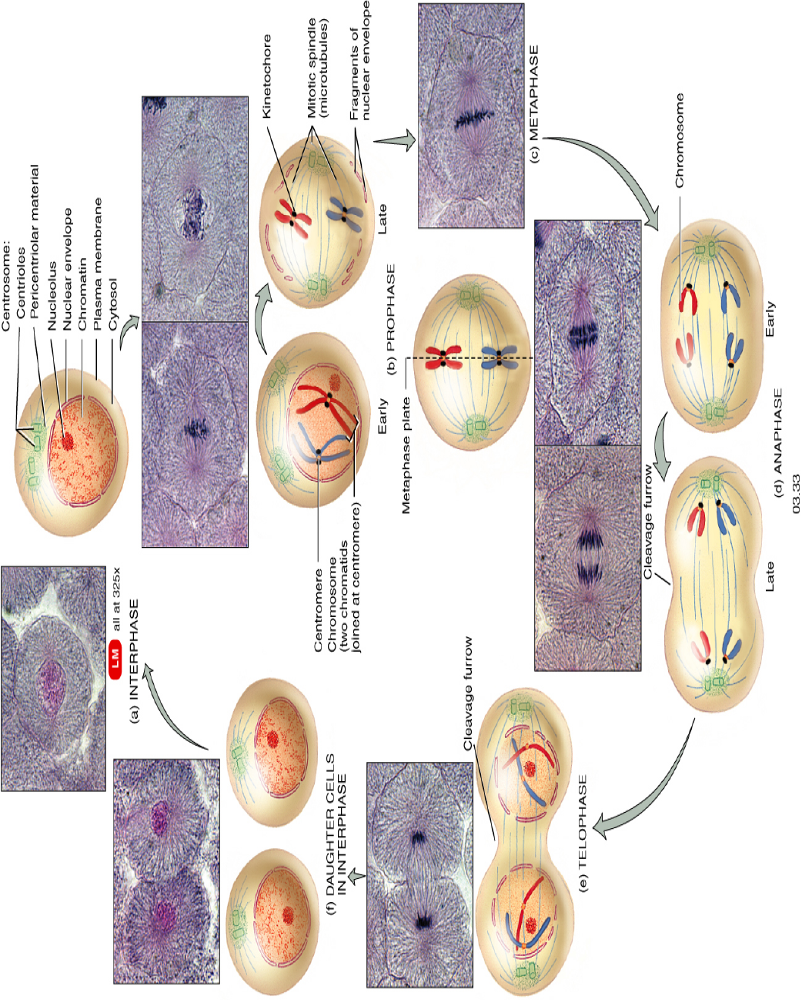 Centrosome:
Centrioles
Pericentriolar material
Nucleolus
Nuclear envelope
Chromatin
Plasma membrane
Cytosol
LM all at 325x
(a) INTERPHASE
Kinetochore
Mitotic spindle
(microtubules)
Fragments of
nuclear envelope
Late
Early
(b) PROPHASE
Centromere
Chromosome
(two chromatids
joined at centromere)
Metaphase plate
(c) METAPHASE
Chromosome
Early
Late
Cleavage furrow
(d) ANAPHASE
03.33
Cleavage furrow
(e) TELOPHASE
(f) DAUGHTER CELLS
IN INTERPHASE